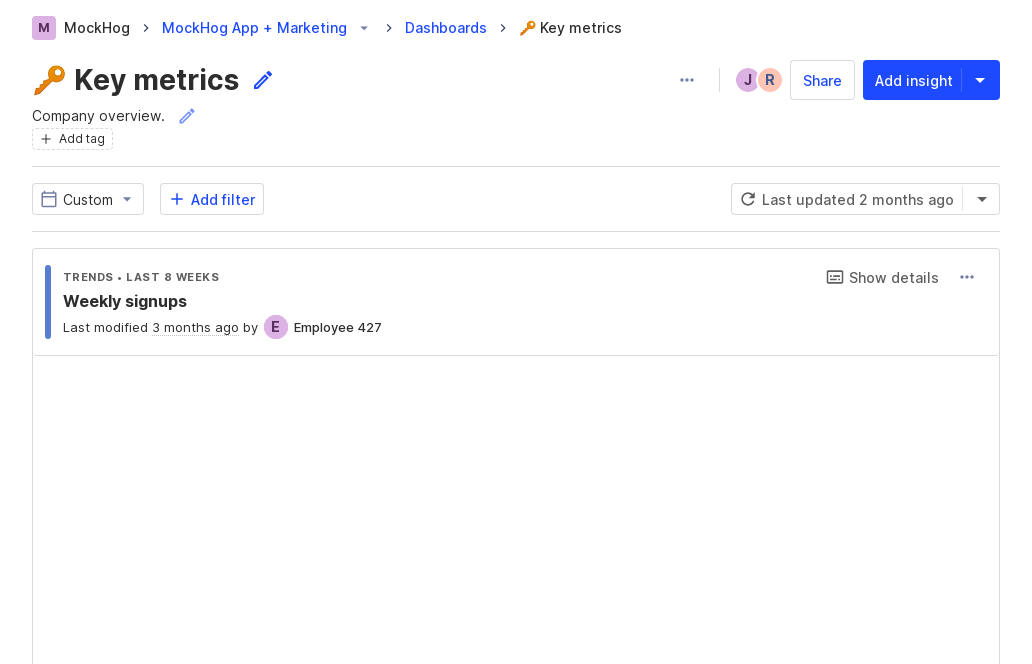 M MockHog MockHog App + Marketing Dashboards 🔑 Key metrics
🔑 Key metrics
J R Share Add insight
Company overview.
Add tag
Custom Add filter Last updated 2 months ago
TRENDS • LAST 8 WEEKS Show details
Weekly signups
Last modified 3 months ago by E Employee 427